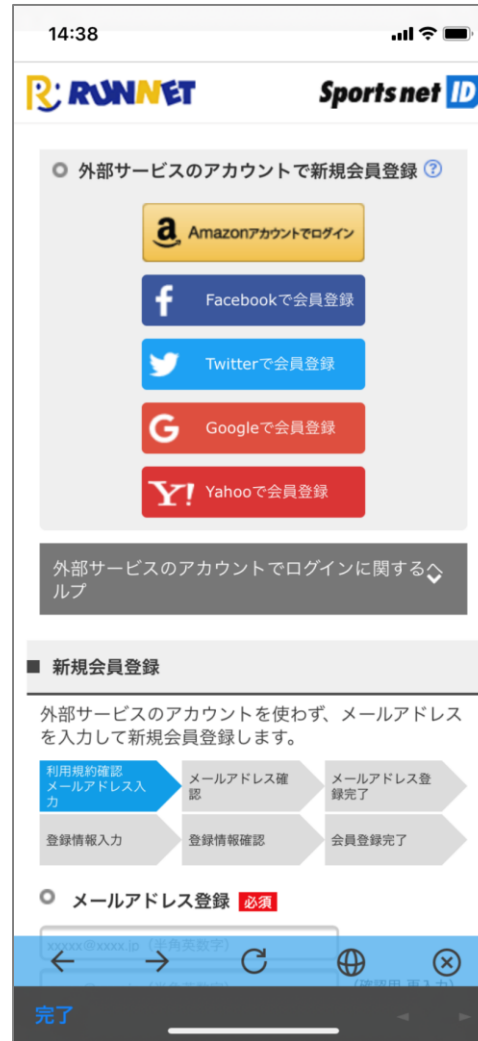 14:38
R: RUNNET Sports net ID
外部サービスのアカウントで新規会員登録 ?
a Amazonアカウントでログイン
f Facebookで会員登録
Twitterで会員登録
G Googleで会員登録
Y! Yahooで会員登録
外部サービスのアカウントでログインに関するヘ
ルプ
■ 新規会員登録
外部サービスのアカウントを使わず、メールアドレス
を入力して新規会員登録します。
利用規約確認
メールアドレス入
力
メールアドレス確
認
メールアドレス登
録完了
登録情報入力
登録情報確認
会員登録完了
メールアドレス登録 必須
xxxxx@xxxx.jp（半角英数字）
（確認用 再入力）
完了